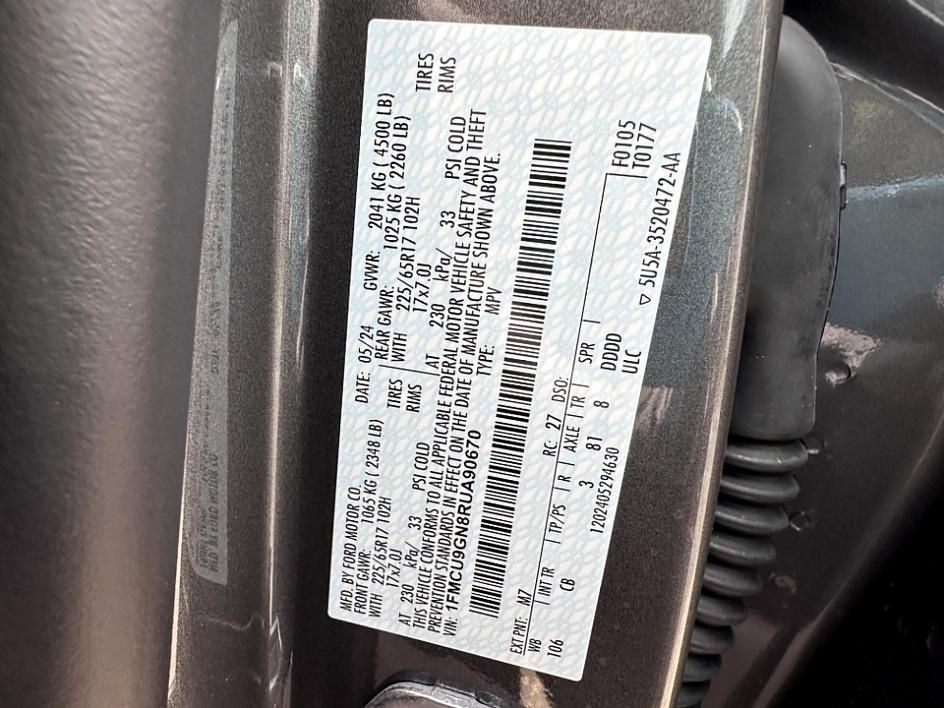 MFD. BY FORD MOTOR CO.
DATE: 05/24 GVWR: 2041 KG ( 4500 LB)
FRONT GAWR: 1065 KG ( 2348 LB)
REAR GAWR: 1025 KG ( 2260 LB)
WITH 225/65R17 102H TIRES
WITH 225/65R17 102H TIRES
17x7.0J RIMS
17x7.0J RIMS
AT 230 kPa/ 33 PSI COLD
AT 230 kPa/ 33 PSI COLD
THIS VEHICLE CONFORMS TO ALL APPLICABLE FEDERAL MOTOR VEHICLE SAFETY AND THEFT
PREVENTION STANDARDS IN EFFECT ON THE DATE OF MANUFACTURE SHOWN ABOVE.
VIN: 1FMCU9GN8RUA90670 TYPE: MPV
EXT PNT: M7 RC: 27 DSO: F0105
WB INT TR TP/PS R AXLE TR SPR T0177
106 CB 3 81 8 DDDD
ULC
120240529463​0
▽ 5U5A-3520472-AA